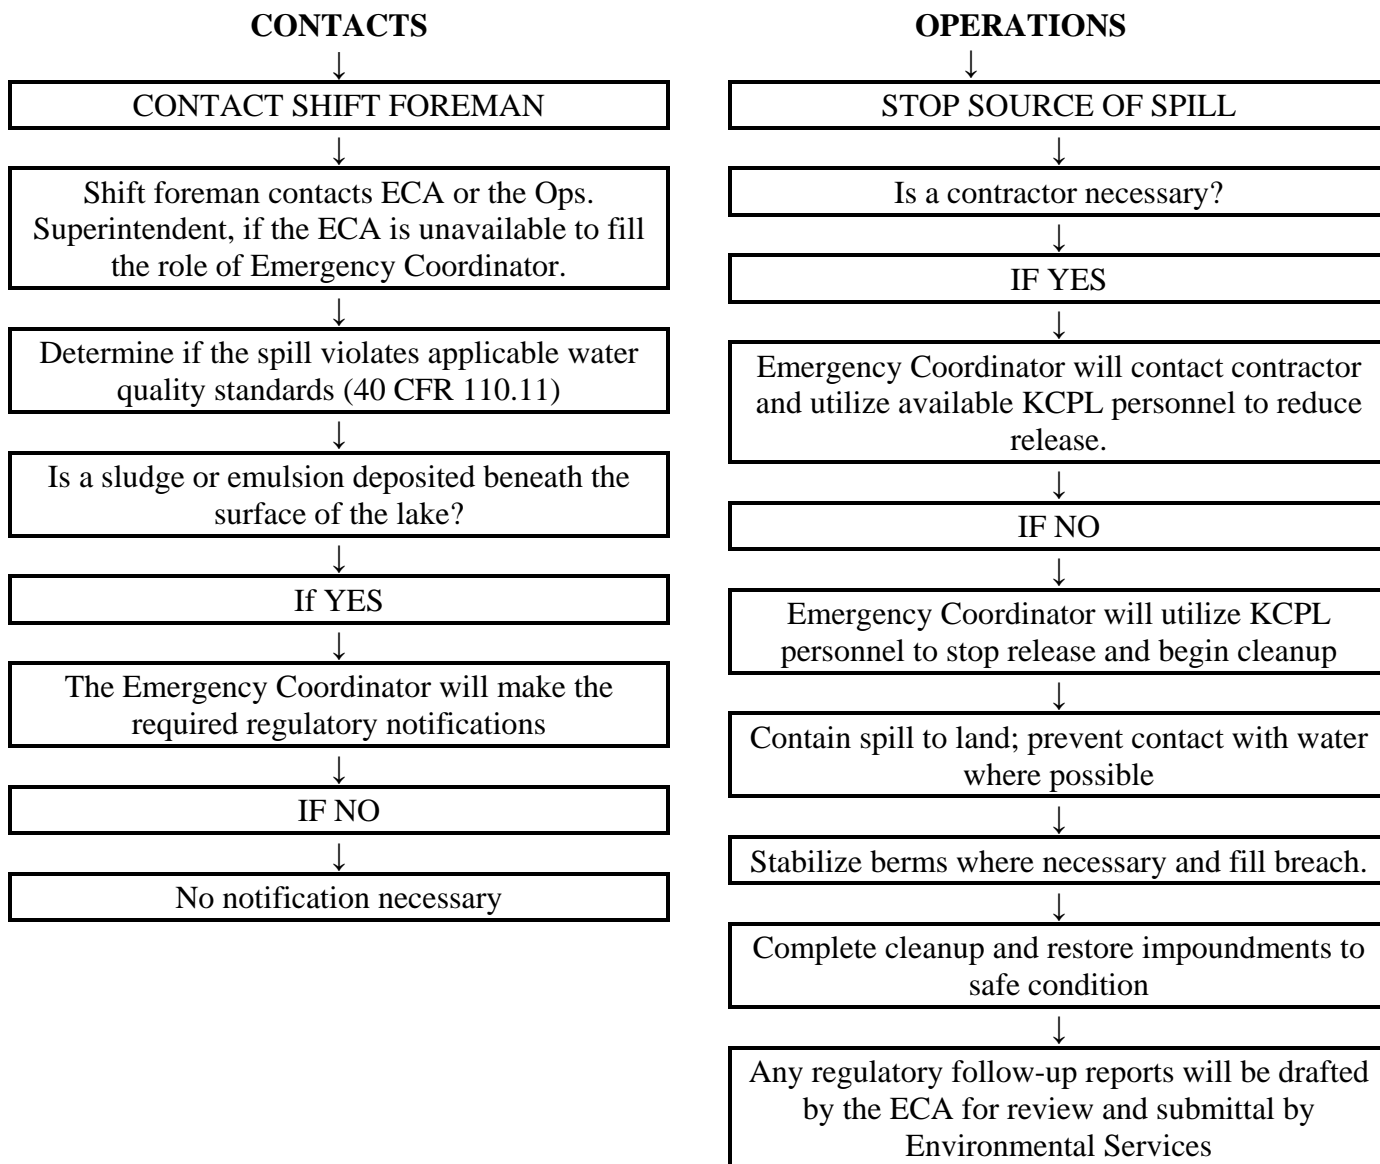 CONTACTS
↓
CONTACT SHIFT FOREMAN
↓
Shift foreman contacts ECA or the Ops.
Superintendent, if the ECA is unavailable to fill
the role of Emergency Coordinator.
↓
Determine if the spill violates applicable water
quality standards (40 CFR 110.11)
↓
Is a sludge or emulsion deposited beneath the
surface of the lake?
↓
If YES
↓
The Emergency Coordinator will make the
required regulatory notifications
↓
IF NO
↓
No notification necessary
OPERATIONS
↓
STOP SOURCE OF SPILL
↓
Is a contractor necessary?
↓
IF YES
↓
Emergency Coordinator will contact contractor
and utilize available KCPL personnel to reduce
release.
↓
IF NO
↓
Emergency Coordinator will utilize KCPL
personnel to stop release and begin cleanup
↓
Contain spill to land; prevent contact with water
where possible
↓
Stabilize berms where necessary and fill breach.
↓
Complete cleanup and restore impoundments to
safe condition
↓
Any regulatory follow-up reports will be drafted
by the ECA for review and submittal by
Environmental Services